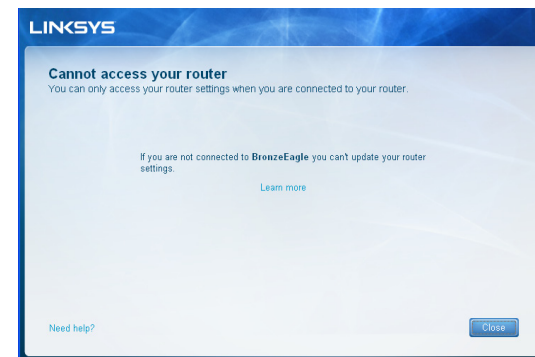 LINKSYS
Cannot access your router
You can only access your router settings when you are connected to your router.
If you are not connected to BronzeEagle you can't update your router
settings.
Learn more
Need help?
Close